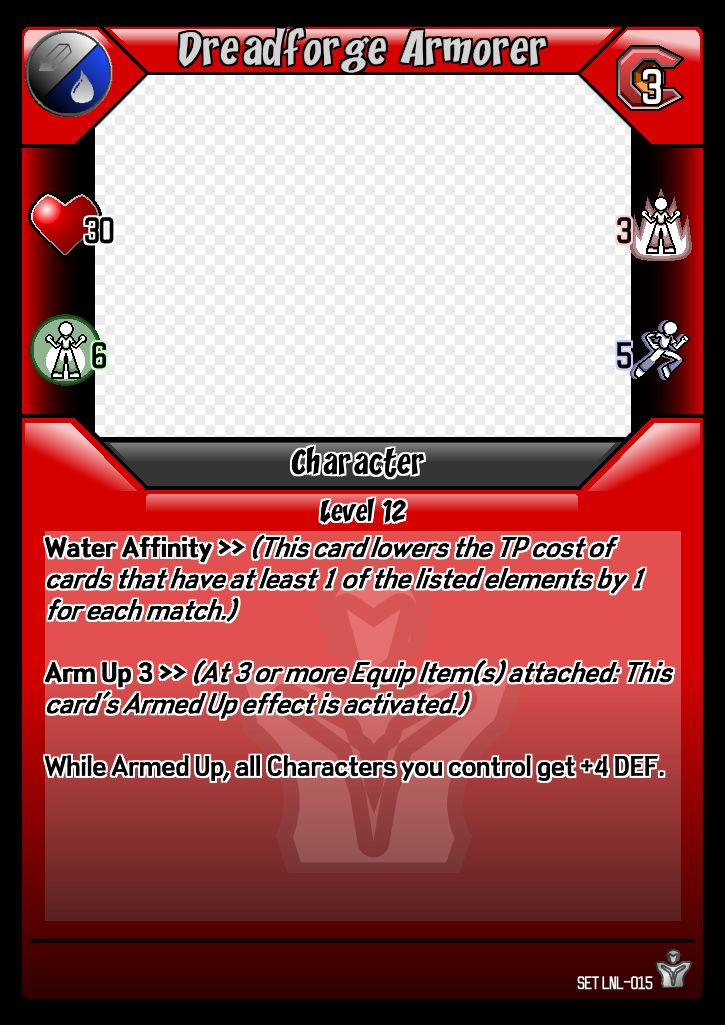 Dreadforge Armorer
3
30
3
6
5
Character
Level 12
Water Affinity >> (This card lowers the TP cost of
cards that have at least 1 of the listed elements by 1
for each match.)
Arm Up 3 >> (At 3 or more Equip Item(s) attached: This
card's Armed Up effect is activated.)
While Armed Up, all Characters you control get +4 DEF.
SET LNL-015